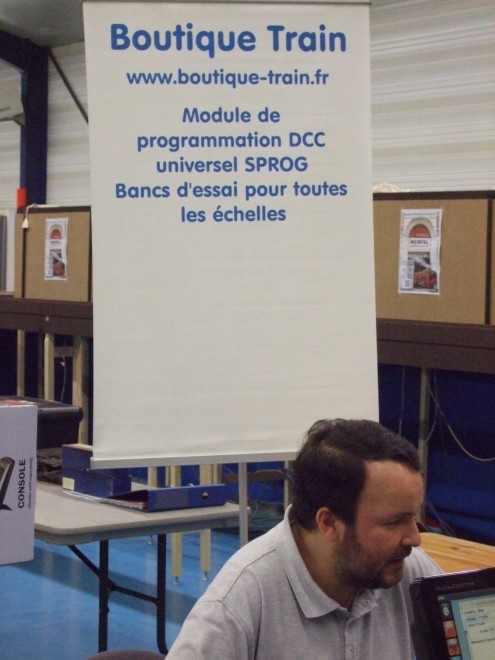 Boutique Train
www.boutique-train.fr
Module de
programmation DCC
universel SPROG
Bancs d'essai pour toutes
les échelles
CONSOLE